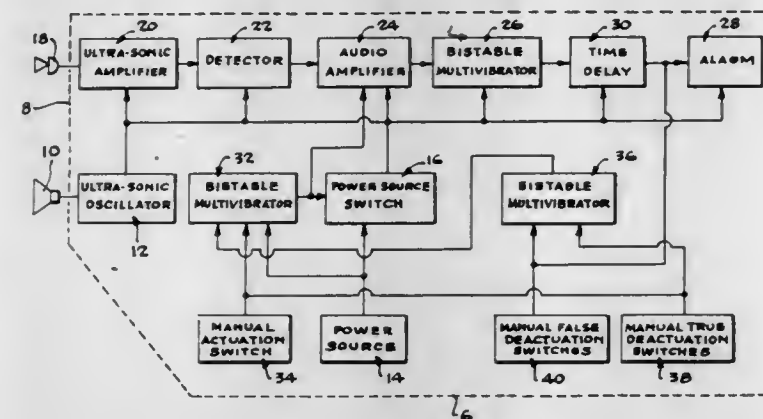 18
20
22
24
26
30
28
ULTRA-SONIC
AMPLIFIER
DETECTOR
AUDIO
AMPLIFIER
BISTABLE
MULTIVIBRATOR
TIME
DELAY
ALARM
8
10
32
16
36
ULTRA-SONIC
OSCILLATOR
BISTABLE
MULTIVIBRATOR
POWER SOURCE
SWITCH
BISTABLE
MULTIVIBRATOR
12
MANUAL
ACTUATION
SWITCH
POWER
SOURCE
MANUAL FALSE
DEACTUATION
SWITCHES
MANUAL TRUE
DEACTUATION
SWITCHES
34
14
40
38
6